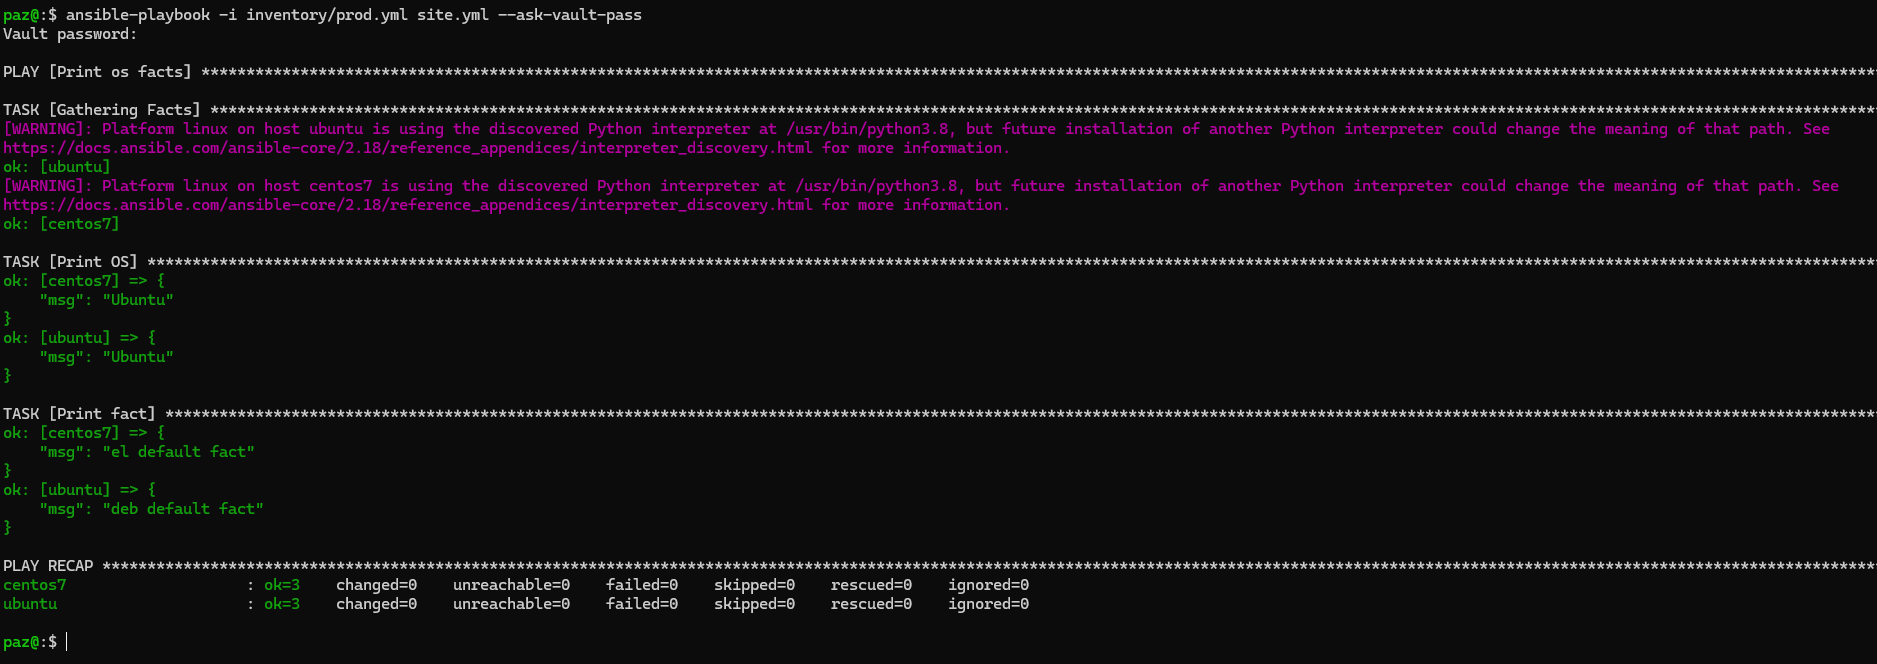 paz@:$ ansible-playbook -i inventory/prod.yml site.yml --ask-vault-pass
Vault password:
PLAY [Print os facts] ****************************************************************************************************************************************************************************************
TASK [Gathering Facts] ***************************************************************************************************************************************************************************************
[WARNING]: Platform linux on host ubuntu is using the discovered Python interpreter at /usr/bin/python3.8, but future installation of another Python interpreter could change the meaning of that path. See
https://docs.ansible.com/ansible-core/2.18/reference_appendices/interpreter_discovery.html for more information.
ok: [ubuntu]
[WARNING]: Platform linux on host centos7 is using the discovered Python interpreter at /usr/bin/python3.8, but future installation of another Python interpreter could change the meaning of that path. See
https://docs.ansible.com/ansible-core/2.18/reference_appendices/interpreter_discovery.html for more information.
ok: [centos7]
TASK [Print OS] **********************************************************************************************************************************************************************************************
ok: [centos7] => {
    "msg": "Ubuntu"
}
ok: [ubuntu] => {
    "msg": "Ubuntu"
}
TASK [Print fact] ********************************************************************************************************************************************************************************************
ok: [centos7] => {
    "msg": "el default fact"
}
ok: [ubuntu] => {
    "msg": "deb default fact"
}
PLAY RECAP ***************************************************************************************************************************************************************************************************
centos7                    : ok=3    changed=0    unreachable=0    failed=0    skipped=0    rescued=0    ignored=0
ubuntu                     : ok=3    changed=0    unreachable=0    failed=0    skipped=0    rescued=0    ignored=0
paz@:$